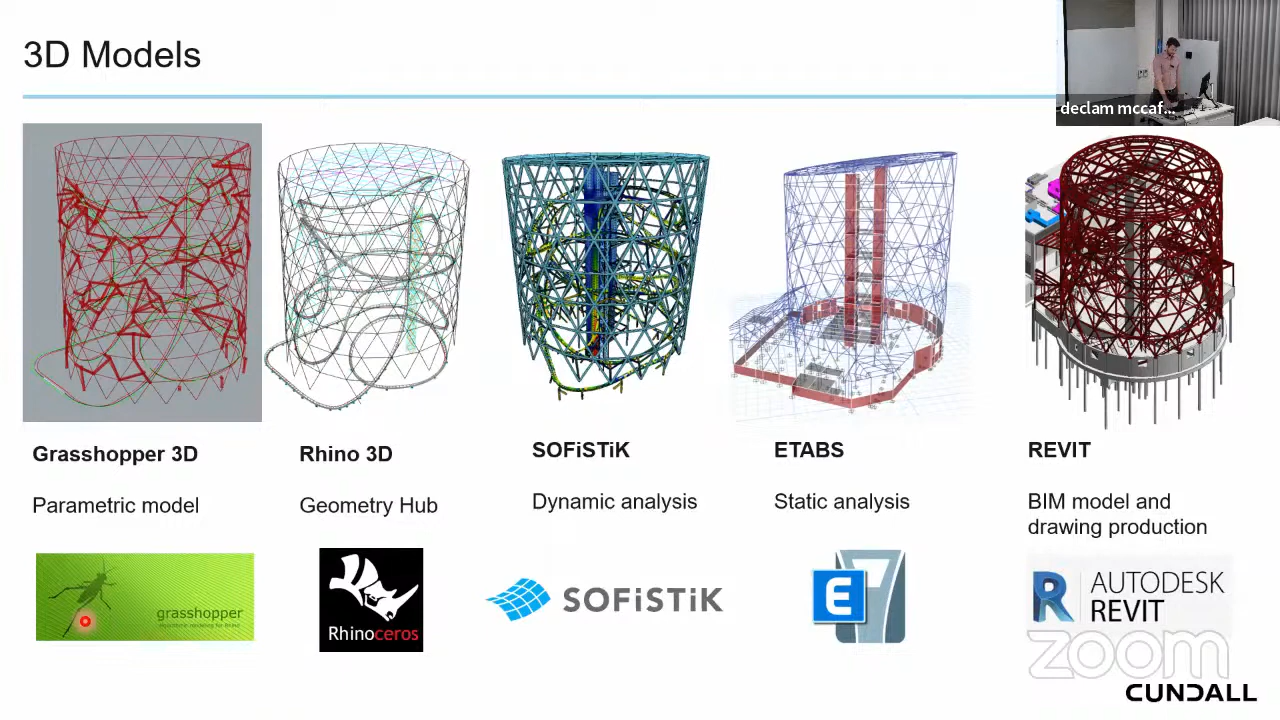 3D Models
declam mccaf...
Grasshopper 3D
Rhino 3D
SOFiSTiK
ETABS
REVIT
Parametric model
Geometry Hub
Dynamic analysis
Static analysis
BIM model and
drawing production
grasshopper
Rhinoceros
SOFiSTiK
E
R
AUTODESK
REVIT
zoom
CUNDALL